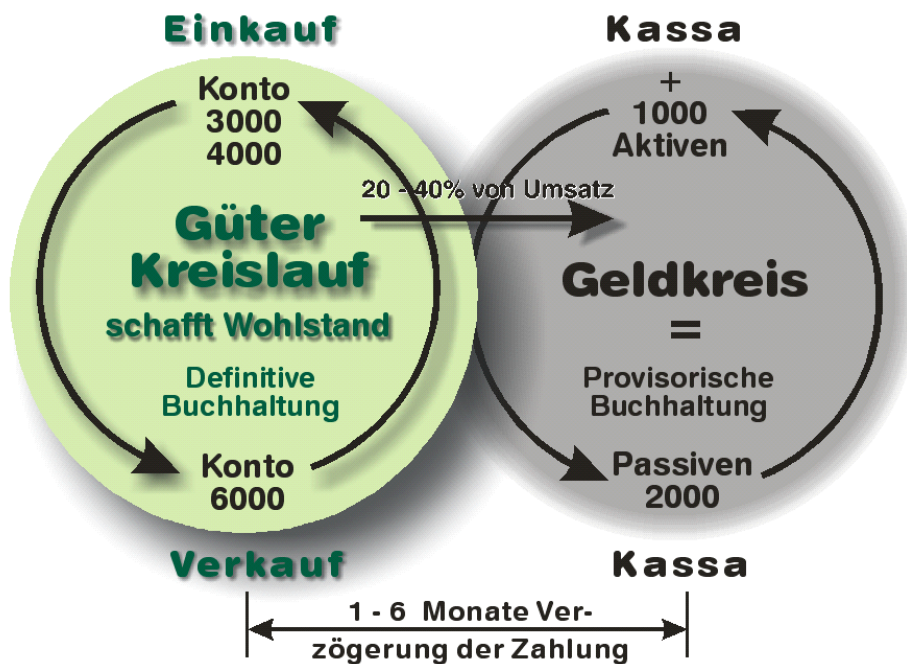 Einkauf
Konto
3000
4000
Güter
Kreislauf
schafft Wohlstand
Definitive
Buchhaltung
Konto
6000
Verkauf
20 - 40% von Umsatz
Kassa
+
1000
Aktiven
Geldkreis
=
Provisorische
Buchhaltung
Passiven
2000
Kassa
1 - 6 Monate Ver-
zögerung der Zahlung